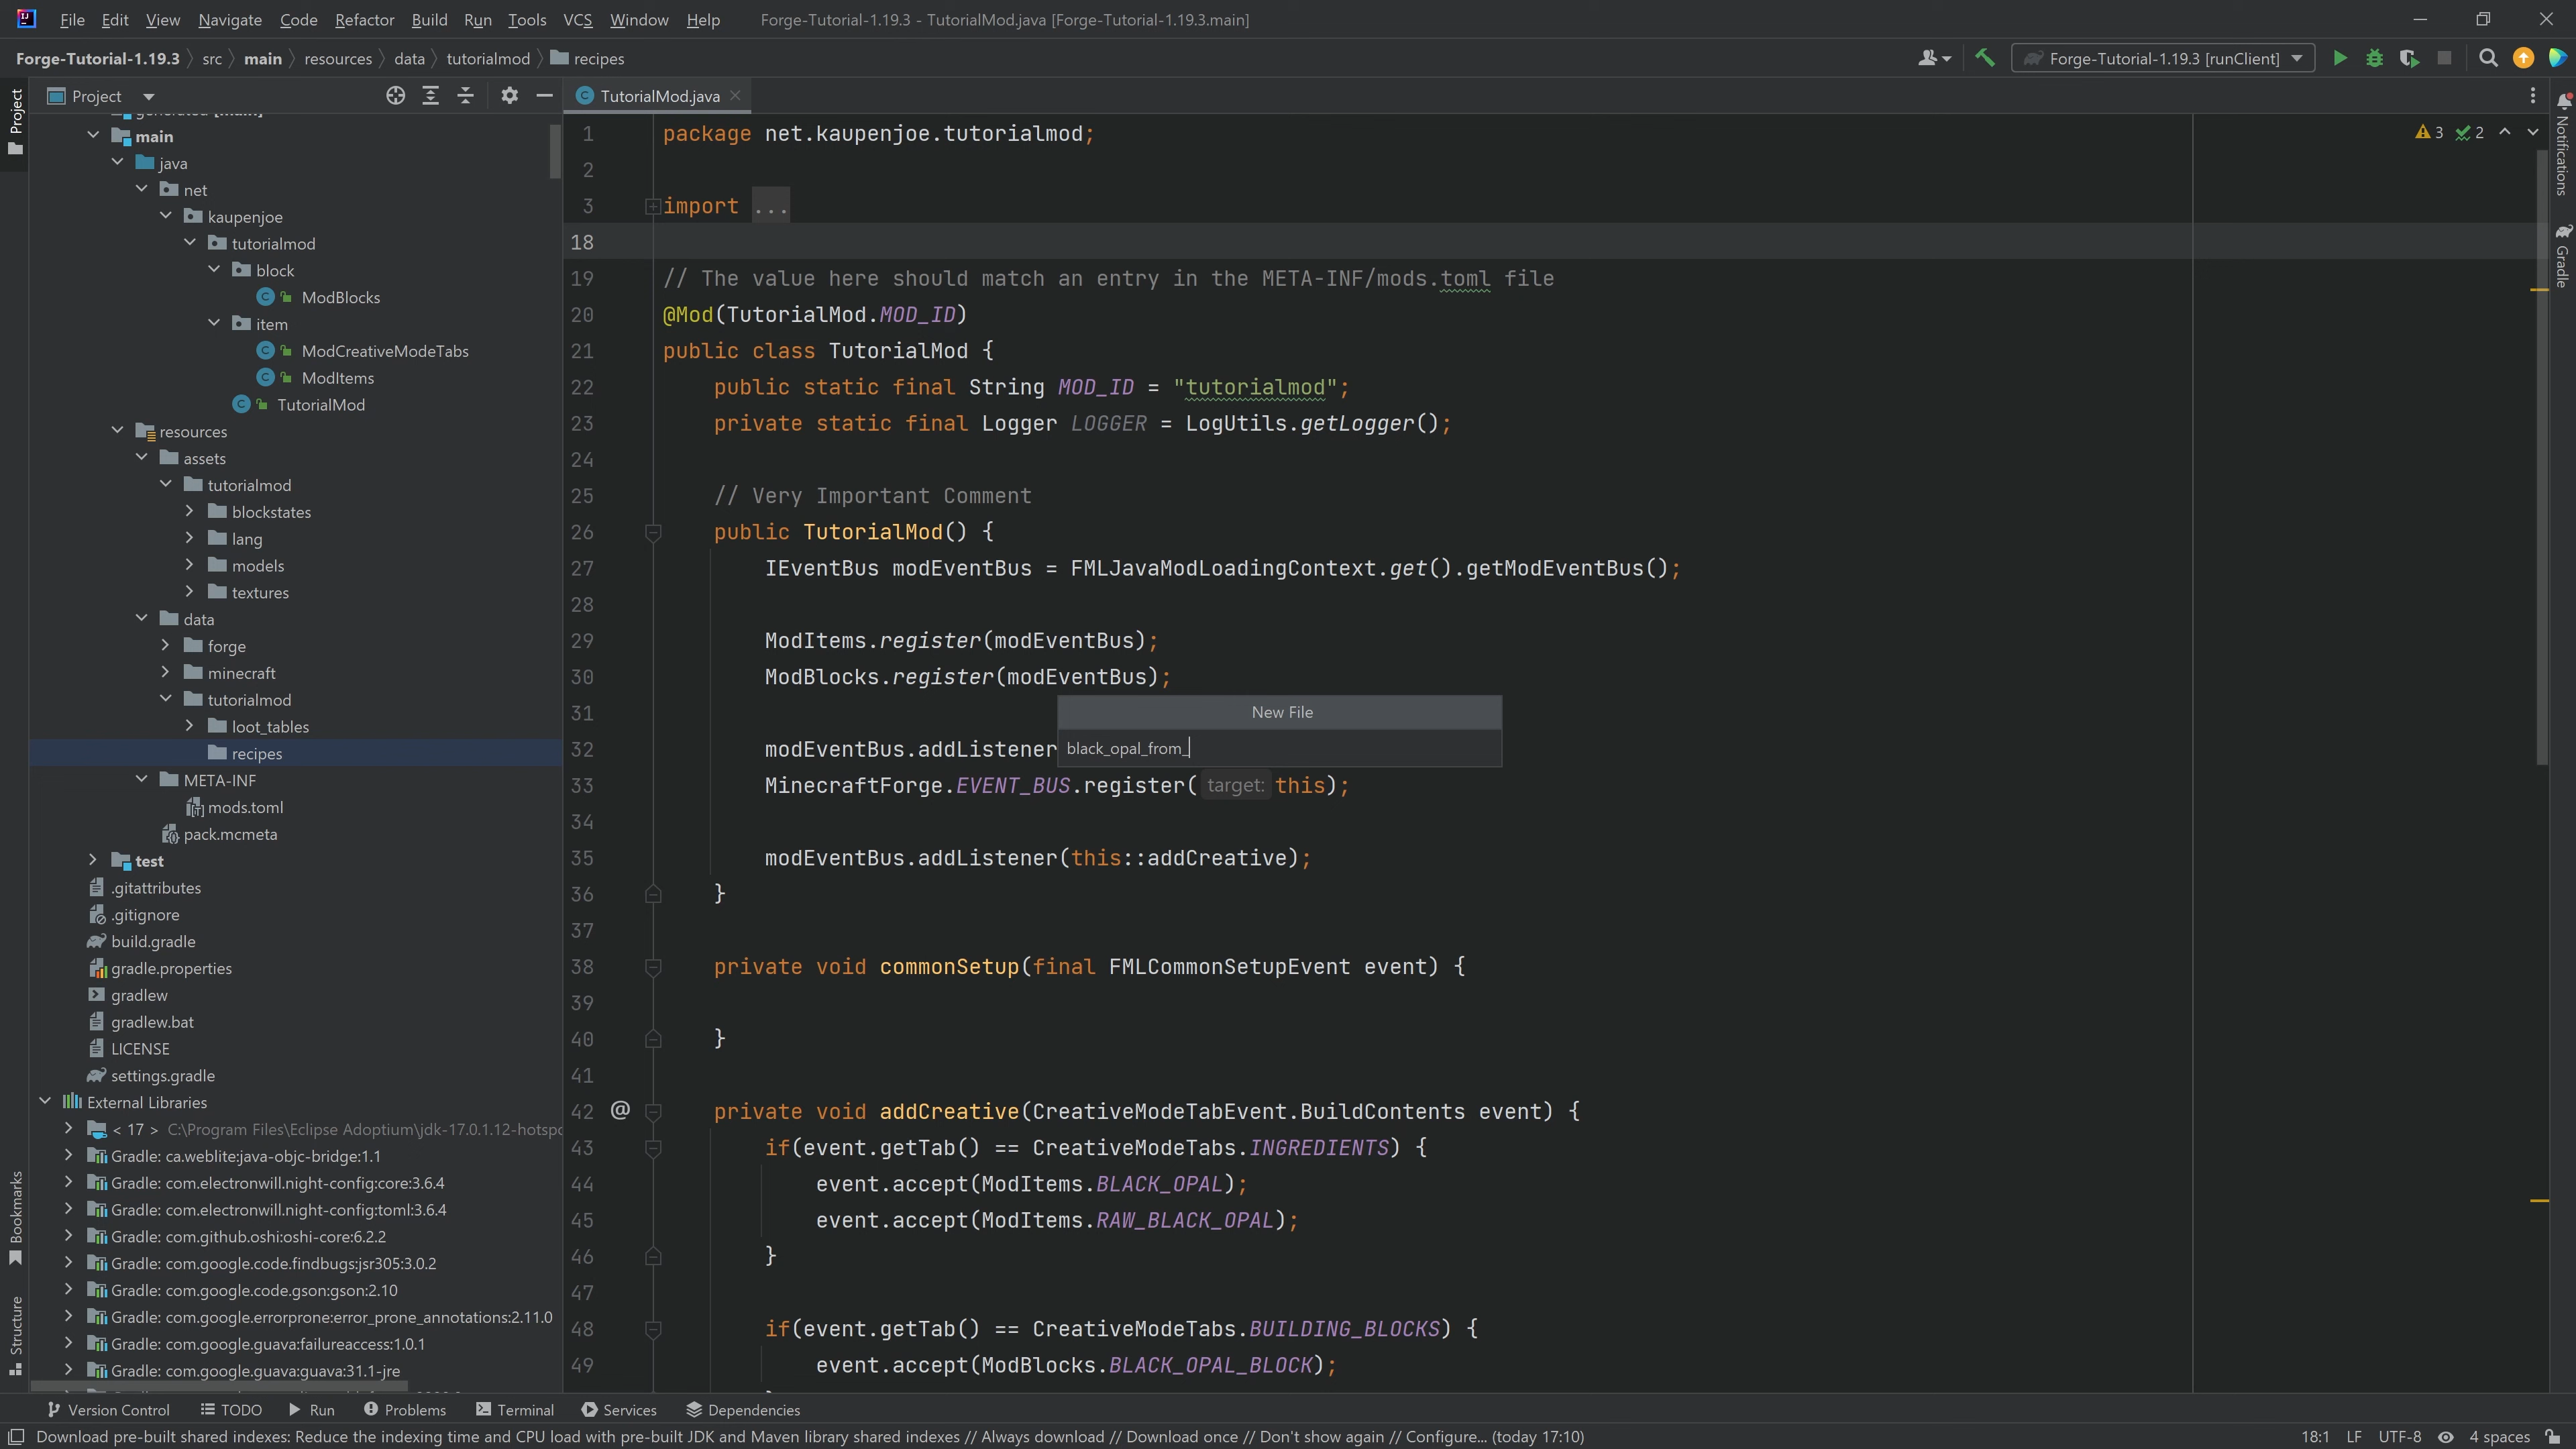 File Edit View Navigate Code Refactor Build Run Tools VCS Window Help Forge-Tutorial-1.19.3 - TutorialMod.java [Forge-Tutorial-1.19.3.main]
Forge-Tutorial-1.19.3 src main resources data tutorialmod recipes
Forge-Tutorial-1.19.3 [runClient]
Project
Project
TutorialMod.java
main
java
net
kaupenjoe
tutorialmod
block
ModBlocks
item
ModCreativeModeTabs
ModItems
TutorialMod
resources
assets
tutorialmod
blockstates
lang
models
textures
data
forge
minecraft
tutorialmod
loot_tables
recipes
META-INF
mods.toml
pack.mcmeta
test
.gitattributes
.gitignore
build.gradle
gradle.properties
gradlew
gradlew.bat
LICENSE
settings.gradle
External Libraries
< 17 > C:\Program Files\Eclipse Adoptium\jdk-17.0.1.12-hotspo
Gradle: ca.weblite:java-objc-bridge:1.1
Gradle: com.electronwill.night-config:core:3.6.4
Gradle: com.electronwill.night-config:toml:3.6.4
Gradle: com.github.oshi:oshi-core:6.2.2
Gradle: com.google.code.findbugs:jsr305:3.0.2
Gradle: com.google.code.gson:gson:2.10
Gradle: com.google.errorprone:error_prone_annotations:2.11.0
Gradle: com.google.guava:failureaccess:1.0.1
Gradle: com.google.guava:guava:31.1-jre
1 package net.kaupenjoe.tutorialmod;
2
3 import ...
18
19 // The value here should match an entry in the META-INF/mods.toml file
20 @Mod(TutorialMod.MOD_ID)
21 public class TutorialMod {
22 public static final String MOD_ID = "tutorialmod";
23 private static final Logger LOGGER = LogUtils.getLogger();
24
25 // Very Important Comment
26 public TutorialMod() {
27 IEventBus modEventBus = FMLJavaModLoadingContext.get().getModEventBus();
28
29 ModItems.register(modEventBus);
30 ModBlocks.register(modEventBus);
31
32 modEventBus.addListener
33 MinecraftForge.EVENT_BUS.register( target: this);
34
35 modEventBus.addListener(this::addCreative);
36 }
37
38 private void commonSetup(final FMLCommonSetupEvent event) {
39
40 }
41
42 @ private void addCreative(CreativeModeTabEvent.BuildContents event) {
43 if(event.getTab() == CreativeModeTabs.INGREDIENTS) {
44 event.accept(ModItems.BLACK_OPAL);
45 event.accept(ModItems.RAW_BLACK_OPAL);
46 }
47
48 if(event.getTab() == CreativeModeTabs.BUILDING_BLOCKS) {
49 event.accept(ModBlocks.BLACK_OPAL_BLOCK);
New File
black_opal_from_
3 2
Notifications
Gradle
Bookmarks
Structure
Version Control TODO Run Problems Terminal Services Dependencies
Download pre-built shared indexes: Reduce the indexing time and CPU load with pre-built JDK and Maven library shared indexes // Always download // Download once // Don't show again // Configure... (today 17:10)
18:1 LF UTF-8 4 spaces